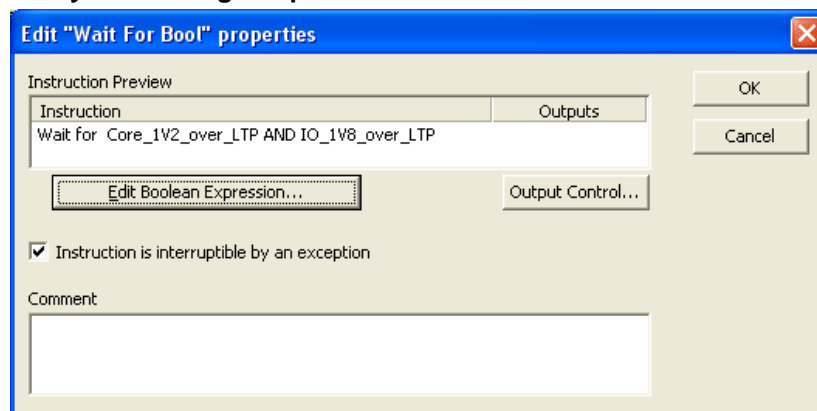 Edit "Wait For Bool" properties
Instruction Preview
Instruction Outputs
Wait for Core_1V2_over_LTP AND IO_1V8_over_LTP
OK
Cancel
Edit Boolean Expression...
Output Control...
Instruction is interruptible by an exception
Comment